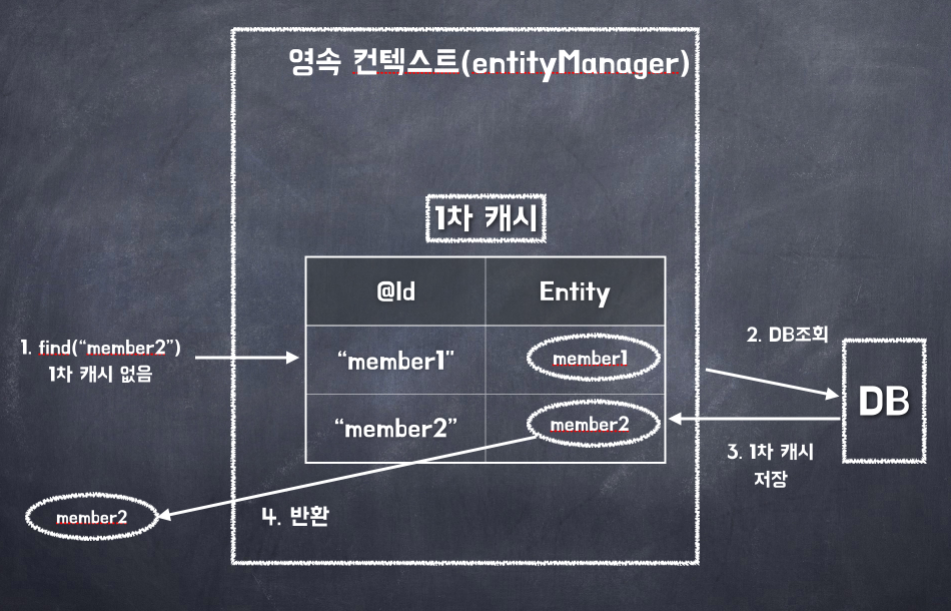 영속 컨텍스트(entityManager)
1차 캐시
@Id Entity
1. find(“member2”)
1차 캐시 없음
“member1" member1
“member2” member2
2. DB조회
DB
3. 1차 캐시
저장
4. 반환
member2